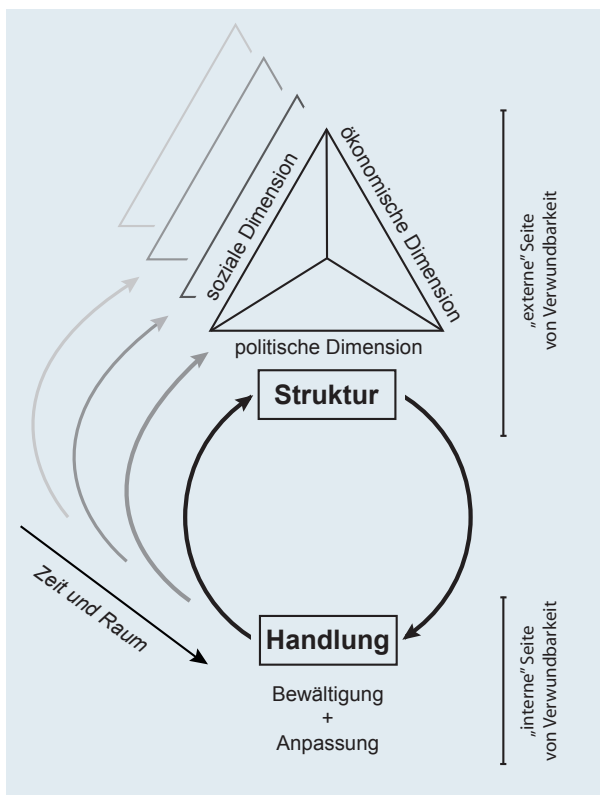 soziale Dimension
ökonomische Dimension
politische Dimension
Struktur
„externe” Seite
von Verwundbarkeit
Zeit und Raum
Handlung
Bewältigung
+
Anpassung
„interne” Seite
von Verwundbarkeit